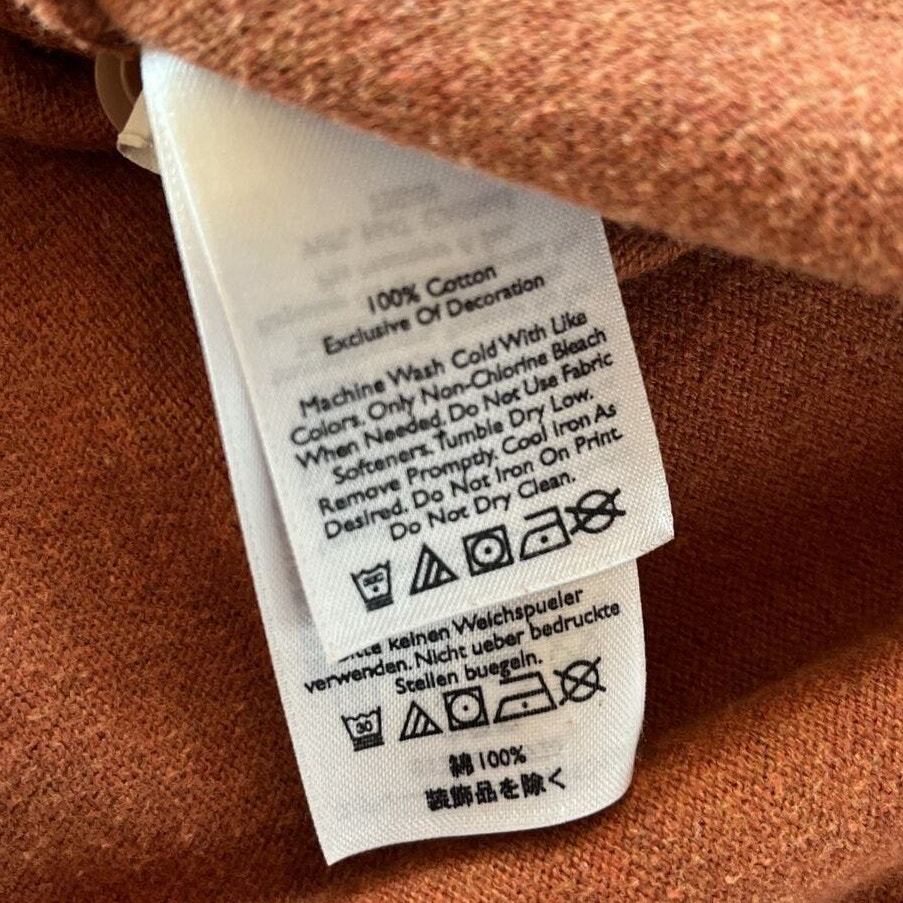 100% Cotton
Exclusive Of Decoration
Machine Wash Cold With Like
Colors. Only Non-Chlorine Bleach
When Needed. Do Not Use Fabric
Softeners. Tumble Dry Low.
Remove Promptly. Cool Iron As
Desired. Do Not Iron On Print.
Do Not Dry Clean.
keinen Weichspueler
verwenden. Nicht ueber bedruckte
Stellen buegeln.
30
綿100%
装飾品を除く